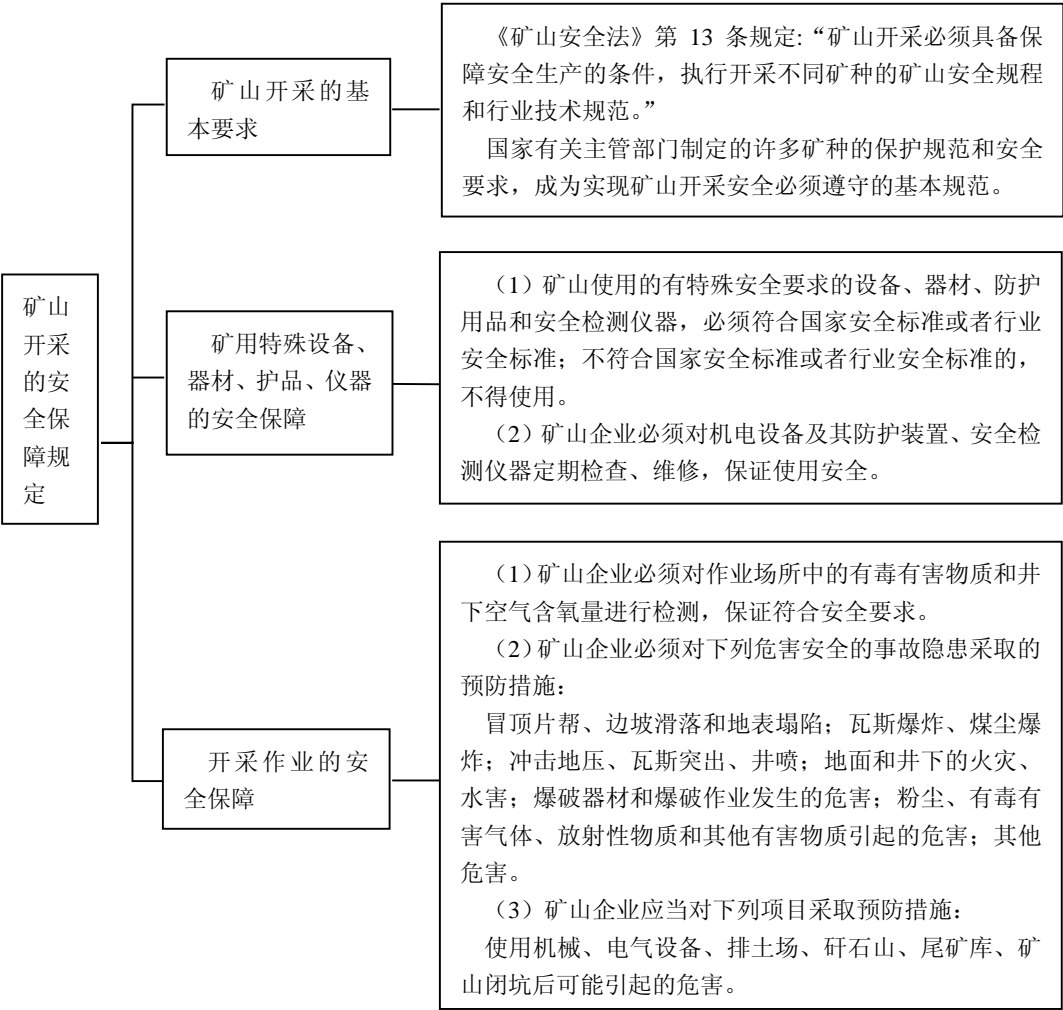 矿山
开采
的安
全保
障规
定
矿山开采的基
本要求
《矿山安全法》第 13 条规定:“矿山开采必须具备保
障安全生产的条件，执行开采不同矿种的矿山安全规程
和行业技术规范。”
国家有关主管部门制定的许多矿种的保护规范和安全
要求，成为实现矿山开采安全必须遵守的基本规范。
矿用特殊设备、
器材、护品、仪器
的安全保障
（1）矿山使用的有特殊安全要求的设备、器材、防护
用品和安全检测仪器，必须符合国家安全标准或者行业
安全标准；不符合国家安全标准或者行业安全标准的，
不得使用。
（2）矿山企业必须对机电设备及其防护装置、安全检
测仪器定期检查、维修，保证使用安全。
开采作业的安
全保障
（1）矿山企业必须对作业场所中的有毒有害物质和井
下空气含氧量进行检测，保证符合安全要求。
（2）矿山企业必须对下列危害安全的事故隐患采取的
预防措施：
冒顶片帮、边坡滑落和地表塌陷；瓦斯爆炸、煤尘爆
炸；冲击地压、瓦斯突出、井喷；地面和井下的火灾、
水害；爆破器材和爆破作业发生的危害；粉尘、有毒有
害气体、放射性物质和其他有害物质引起的危害；其他
危害。
（3）矿山企业应当对下列项目采取预防措施：
使用机械、电气设备、排土场、矸石山、尾矿库、矿
山闭坑后可能引起的危害。